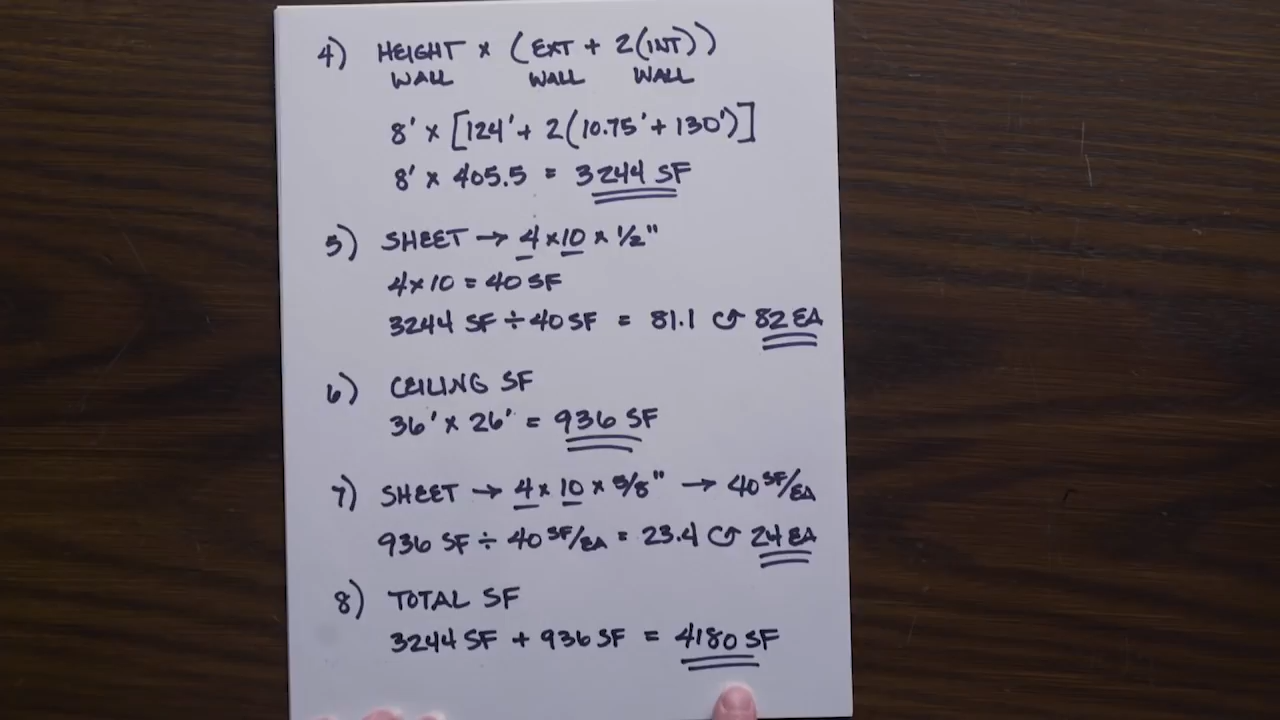 4) HEIGHT x (EXT + 2(INT))
WALL WALL WALL
8' x [124' + 2(10.75' + 130')]
8' x 405.5 = 3244 SF
5) SHEET → 4 x 10 x 1/2"
4 x 10 = 40 SF
3244 SF ÷ 40 SF = 81.1 ↺ 82 EA
6) CEILING SF
36' x 26' = 936 SF
7) SHEET → 4 x 10 x 5/8" → 40 SF/EA
936 SF ÷ 40 SF/EA = 23.4 ↺ 24 EA
8) TOTAL SF
3244 SF + 936 SF = 4180 SF